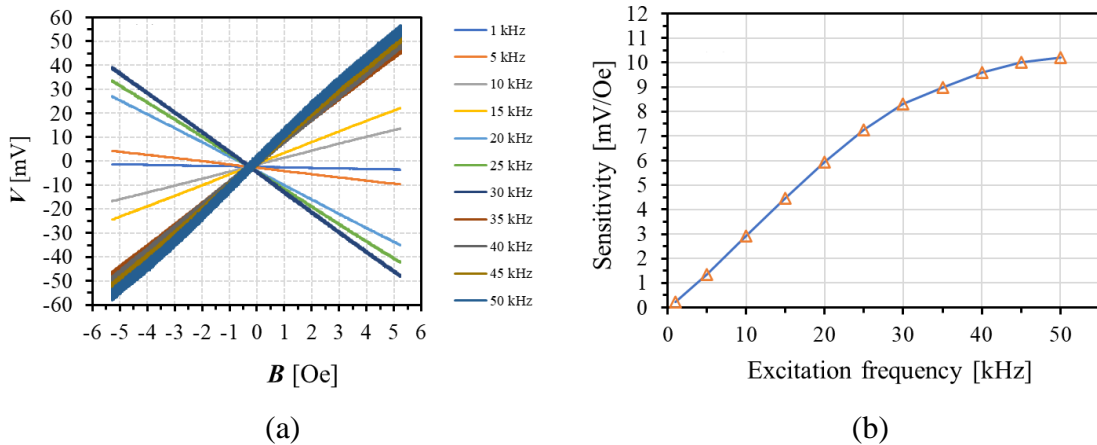 60
50
40
30
20
10
0
-10
-20
-30
-40
-50
-60
V [mV]
-6 -5 -4 -3 -2 -1 0 1 2 3 4 5 6
B [Oe]
1 kHz
5 kHz
10 kHz
15 kHz
20 kHz
25 kHz
30 kHz
35 kHz
40 kHz
45 kHz
50 kHz
(a)
12
11
10
9
8
7
6
5
4
3
2
1
0
Sensitivity [mV/Oe]
0 10 20 30 40 50
Excitation frequency [kHz]
(b)